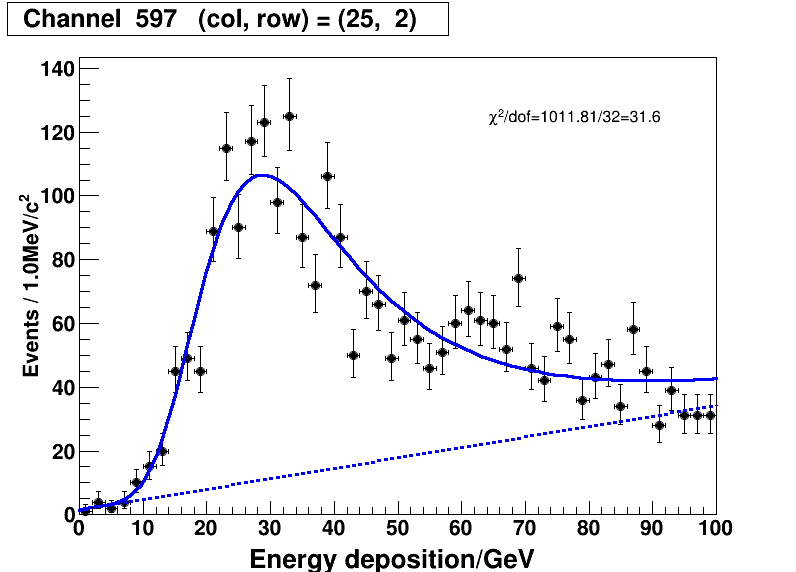 Channel 597 (col, row) = (25, 2)
χ²/dof=1011.81/32=31.6
Events / 1.0MeV/c²
140
120
100
80
60
40
20
0
0 10 20 30 40 50 60 70 80 90 100
Energy deposition/GeV